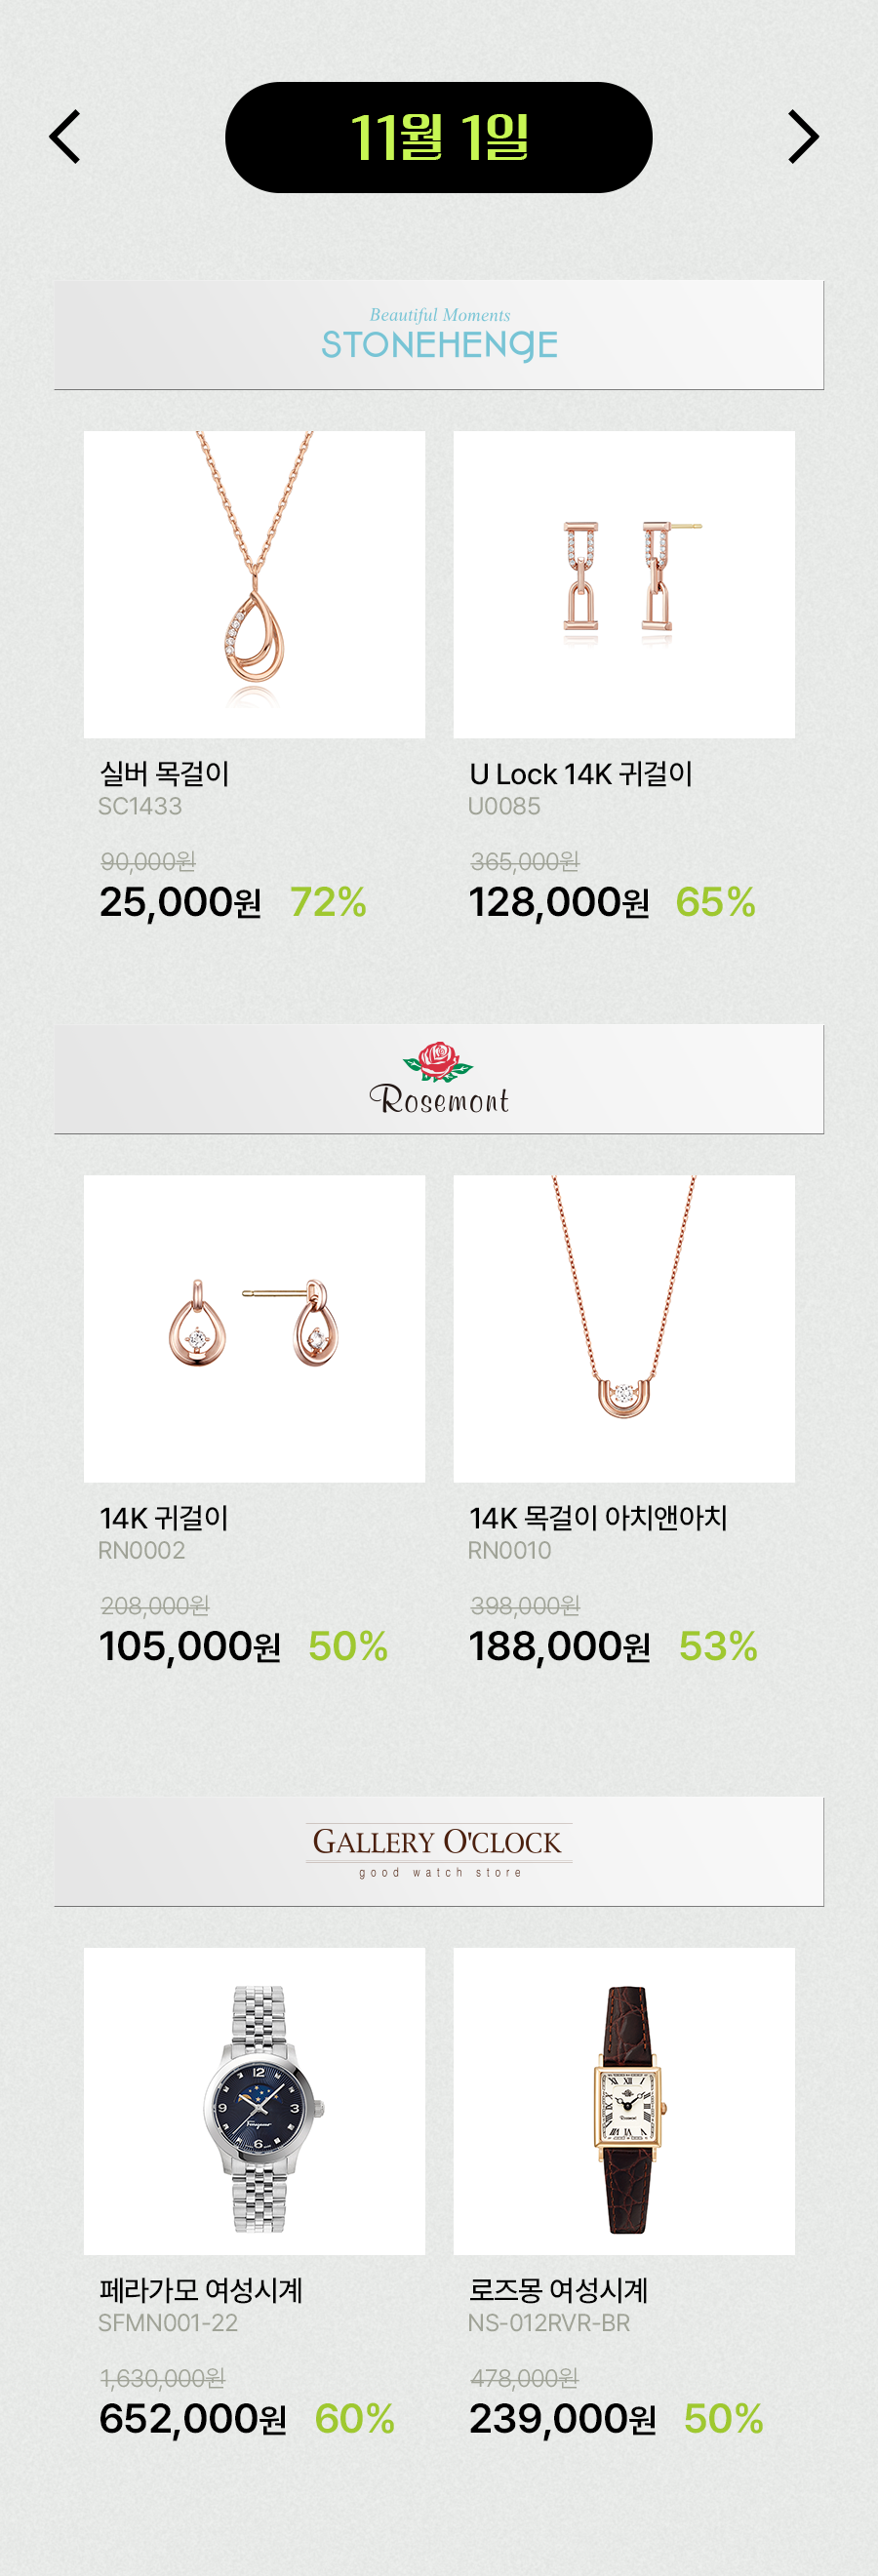 11월 1일
Beautiful Moments
STONEHENgE
실버 목걸이
SC1433
90,000원
25,000원 72%
U Lock 14K 귀걸이
U0085
365,000원
128,000원 65%
Rosemont
14K 귀걸이
RN0002
208,000원
105,000원 50%
14K 목걸이 아치앤아치
RN0010
398,000원
188,000원 53%
GALLERY O'CLOCK
good watch store
12
9
3
6
Ferragamo
Rosemont
페라가모 여성시계
SFMN001-22
1,630,000원
652,000원 60%
로즈몽 여성시계
NS-012RVR-BR
478,000원
239,000원 50%